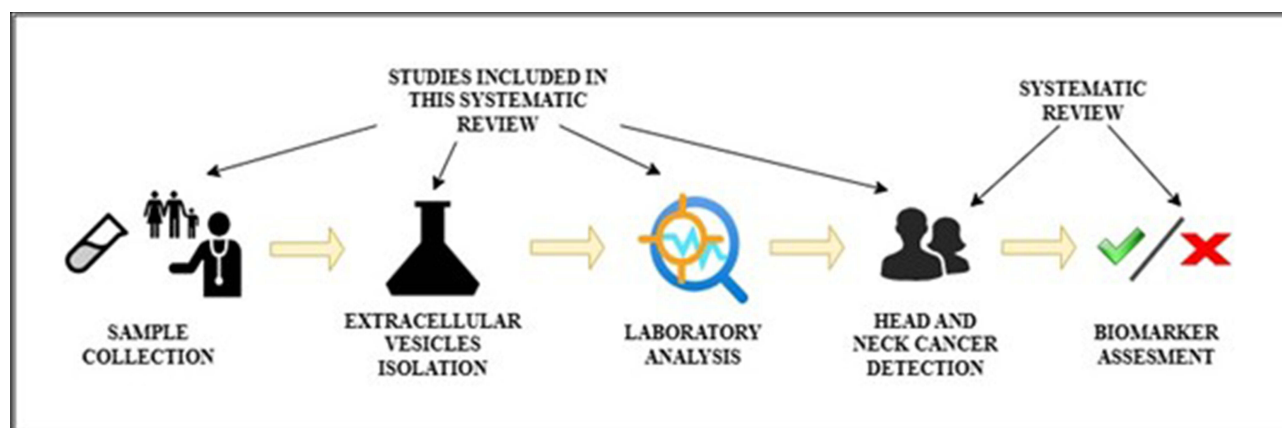 STUDIES INCLUDED IN
THIS SYSTEMATIC
REVIEW
SYSTEMATIC
REVIEW
SAMPLE
COLLECTION
EXTRACELLULAR
VESICLES
ISOLATION
LABORATORY
ANALYSIS
HEAD AND
NECK CANCER
DETECTION
BIOMARKER
ASSESMENT